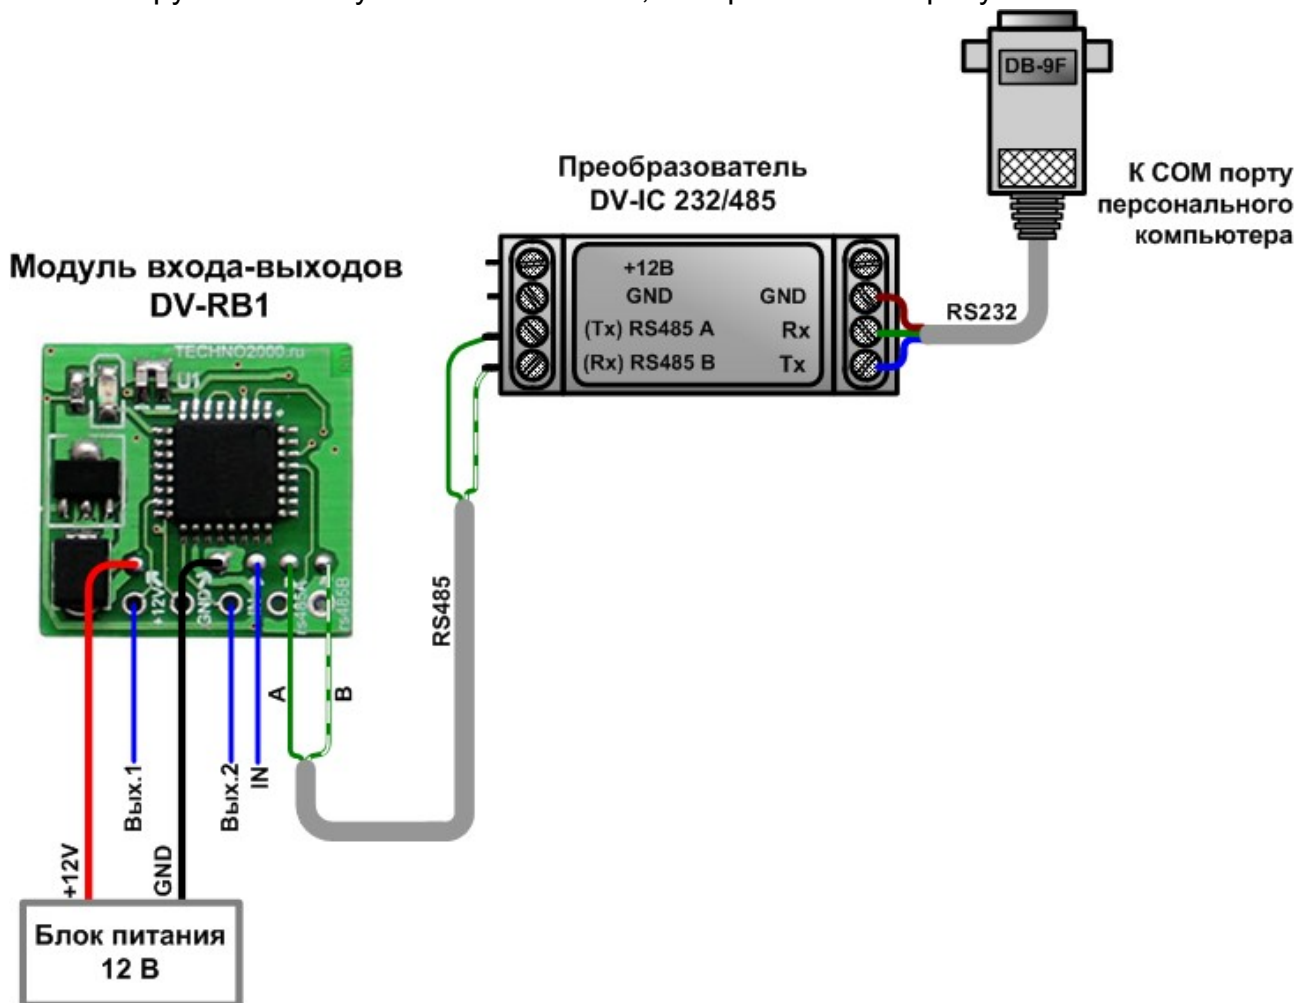 DB-9F
К COM порту
персонального
компьютера
Преобразователь
DV-IC 232/485
+12В
GND
(Tx) RS485 A
(Rx) RS485 B
GND
Rx
Tx
RS232
Модуль входа-выходов
DV-RB1
TECHNO2000.ru
U1
+12V
GND
IN
rs485A
rs485B
RS485
A
B
Вых.1
Вых.2
IN
+12V
GND
Блок питания
12 В